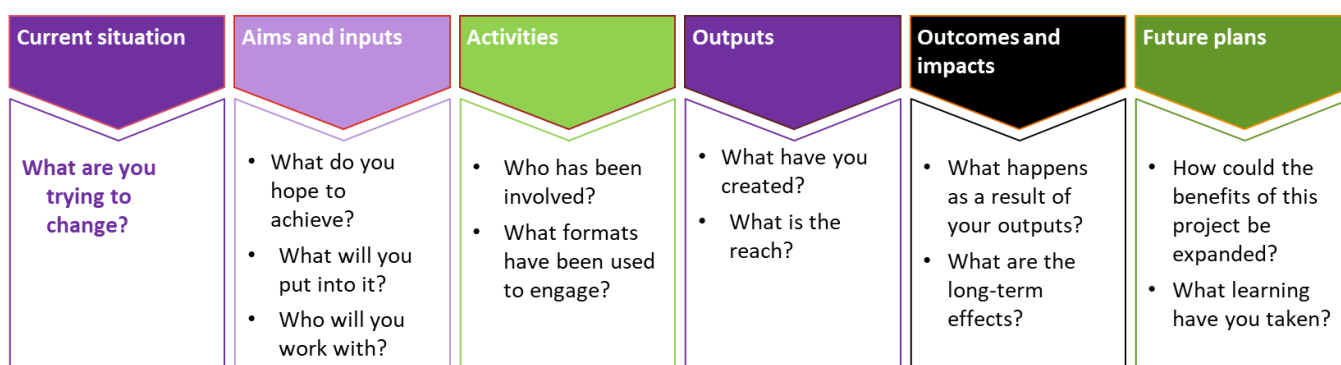 Current situation
What are you
trying to
change?
Aims and inputs
• What do you
hope to
achieve?
• What will you
put into it?
• Who will you
work with?
Activities
• Who has been
involved?
• What formats
have been used
to engage?
Outputs
• What have you
created?
• What is the
reach?
Outcomes and
impacts
• What happens
as a result of
your outputs?
• What are the
long-term
effects?
Future plans
• How could the
benefits of this
project be
expanded?
• What learning
have you taken?